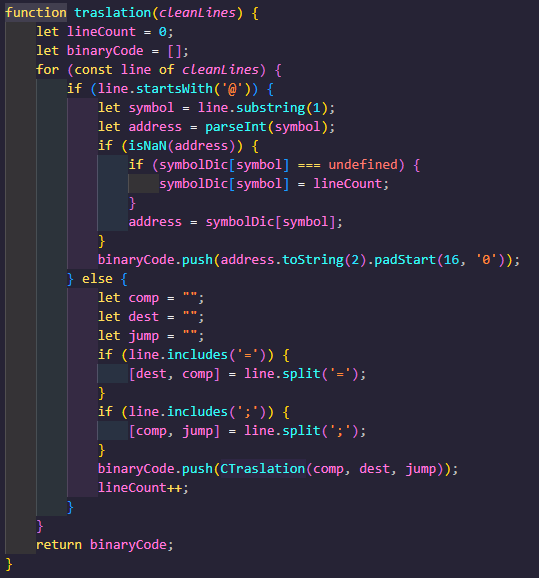 function traslation(cleanLines) {
    let lineCount = 0;
    let binaryCode = [];
    for (const line of cleanLines) {
        if (line.startsWith('@')) {
            let symbol = line.substring(1);
            let address = parseInt(symbol);
            if (isNaN(address)) {
                if (symbolDic[symbol] === undefined) {
                    symbolDic[symbol] = lineCount;
                }
                address = symbolDic[symbol];
            }
            binaryCode.push(address.toString(2).padStart(16, '0'));
        } else {
            let comp = "";
            let dest = "";
            let jump = "";
            if (line.includes('=')) {
                [dest, comp] = line.split('=');
            }
            if (line.includes(';')) {
                [comp, jump] = line.split(';');
            }
            binaryCode.push(CTraslation(comp, dest, jump));
            lineCount++;
        }
    }
    return binaryCode;
}